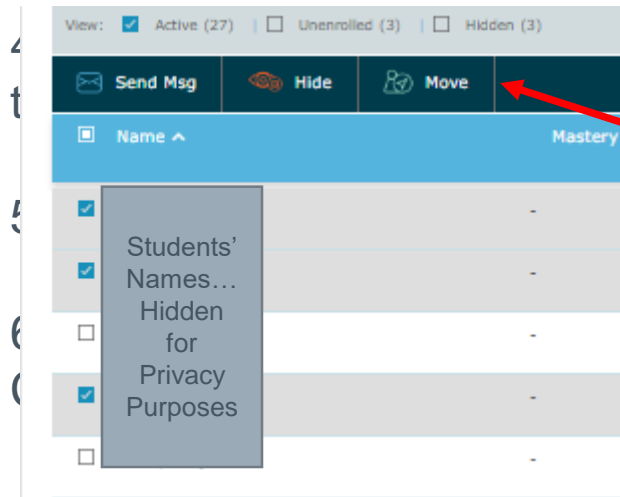 View: Active (27) | Unenrolled (3) | Hidden (3)
Send Msg Hide Move
Name Mastery
-
Students’
Names…
Hidden
for
Privacy
Purposes
-
-
-
-